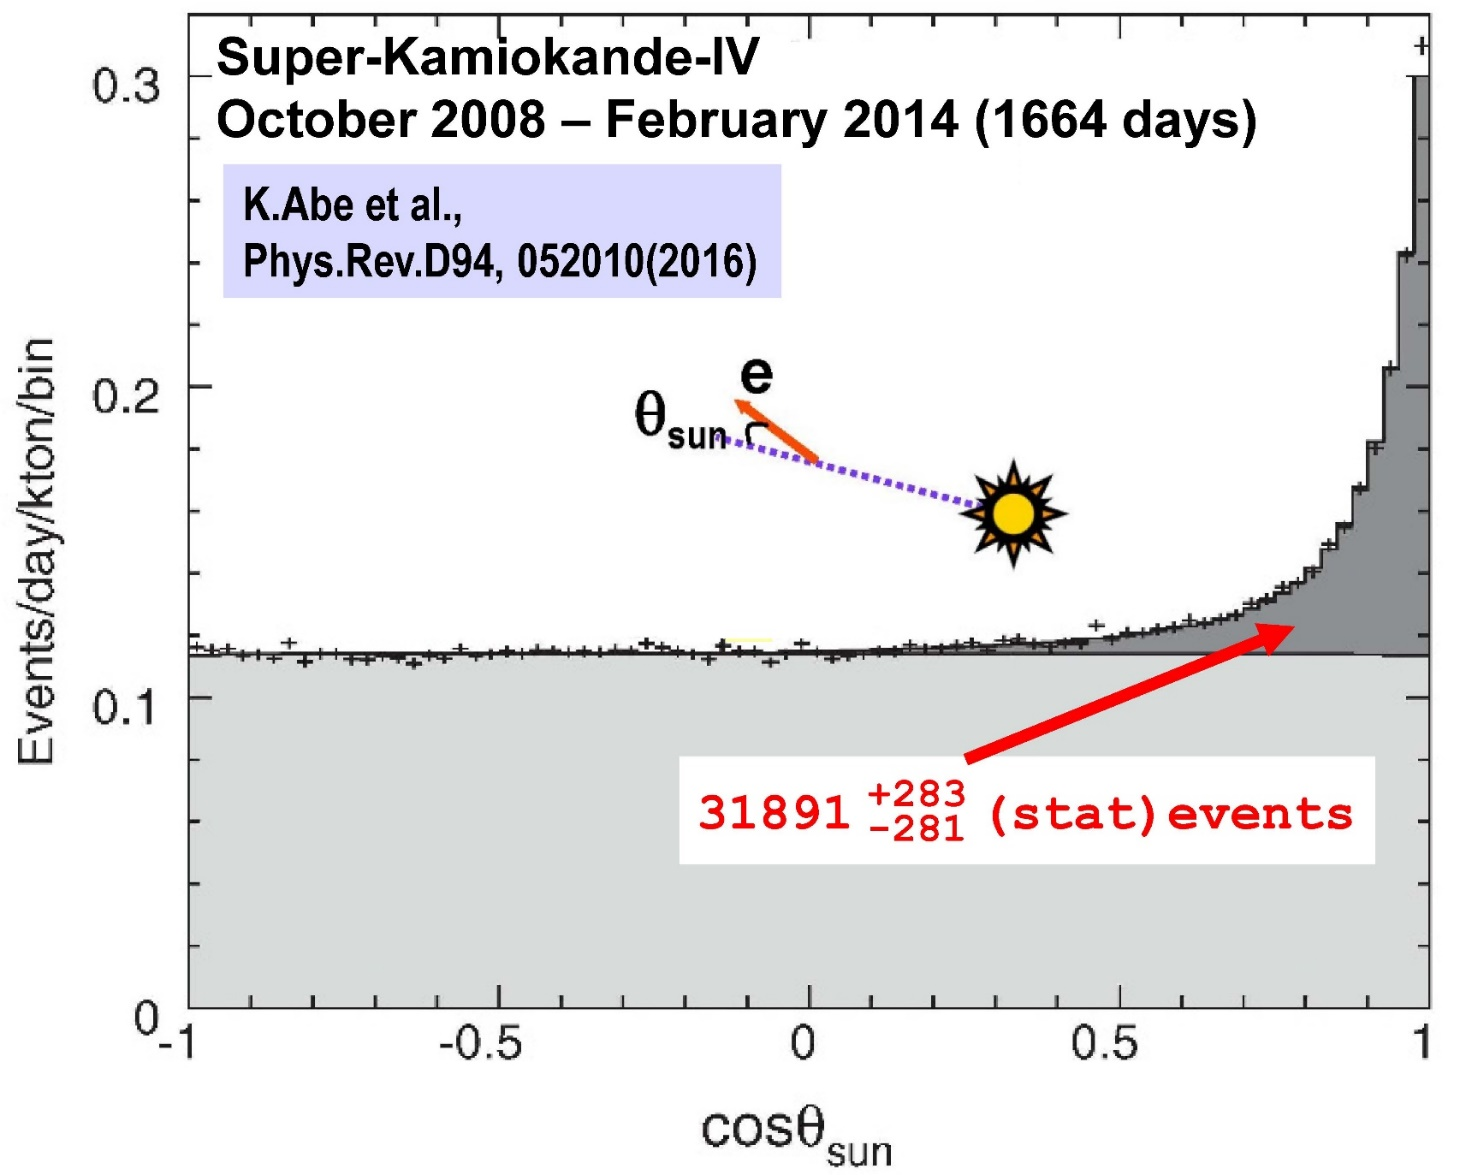 Super-Kamiokande-IV
October 2008 – February 2014 (1664 days)
K.Abe et al.,
Phys.Rev.D94, 052010(2016)
e
θsun
31891 +283 -281 (stat)events
Events/day/kton/bin
0.3
0.2
0.1
0
-1
-0.5
0
0.5
1
cosθsun